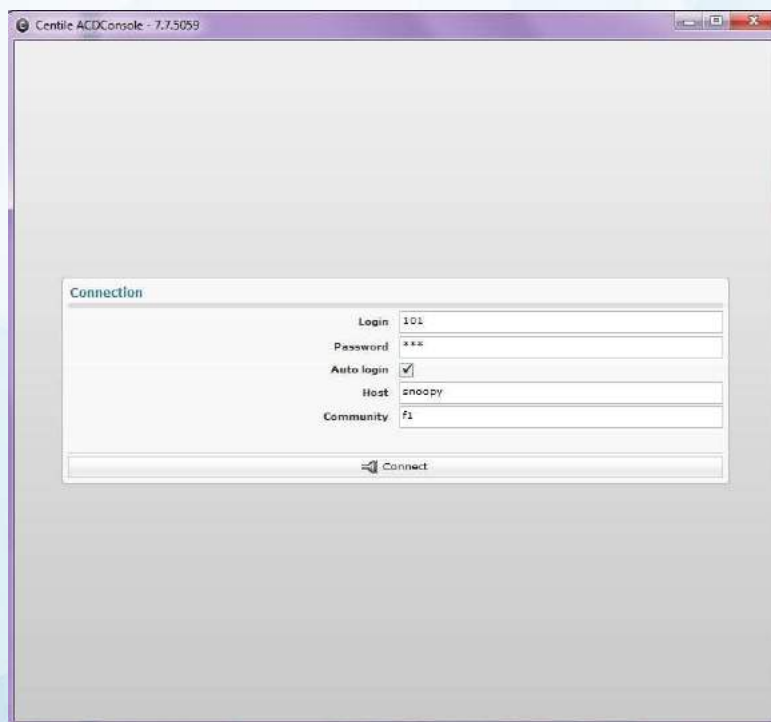 Centile ACDConsole - 7.7.5059
Connection
Login 101
Password ***
Auto login
Host snoopy
Community f1
Connect